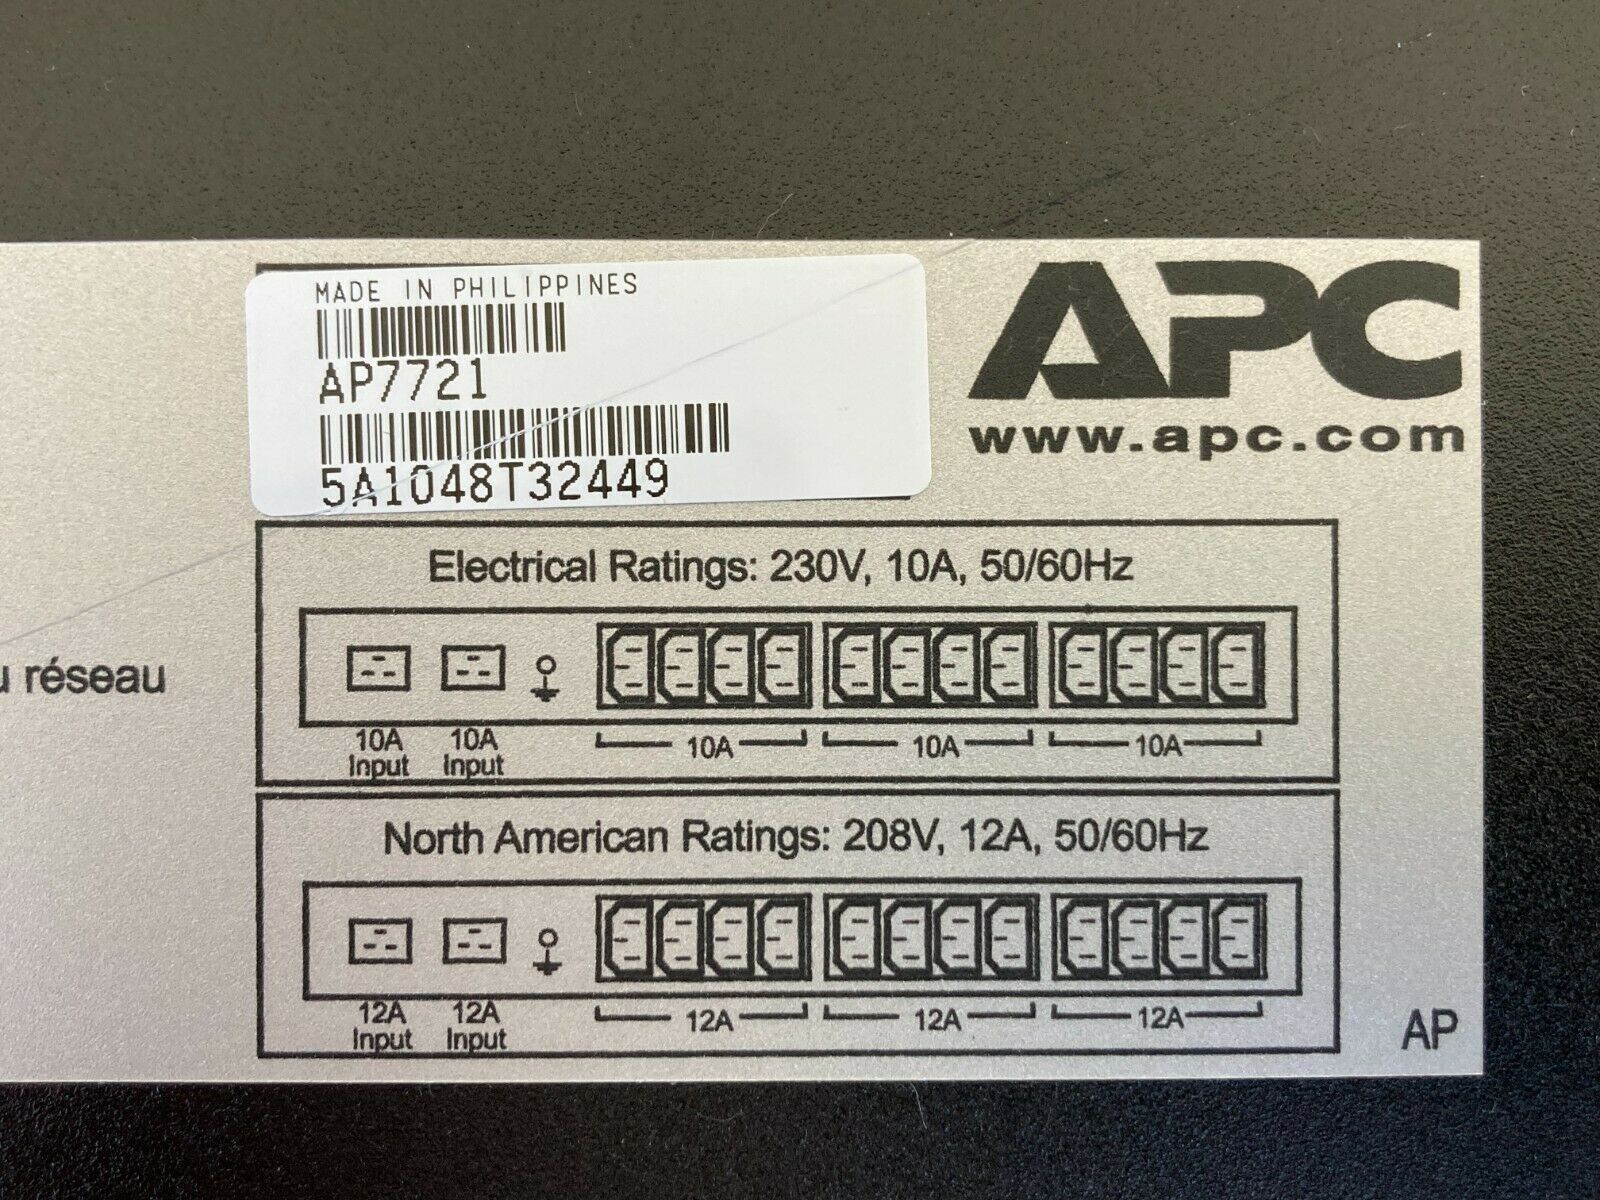 MADE IN PHILIPPINES
AP7721
5A1048T32449
APC
www.apc.com
Electrical Ratings: 230V, 10A, 50/60Hz
réseau
10A Input
10A Input
10A
10A
10A
North American Ratings: 208V, 12A, 50/60Hz
12A Input
12A Input
12A
12A
12A
AP